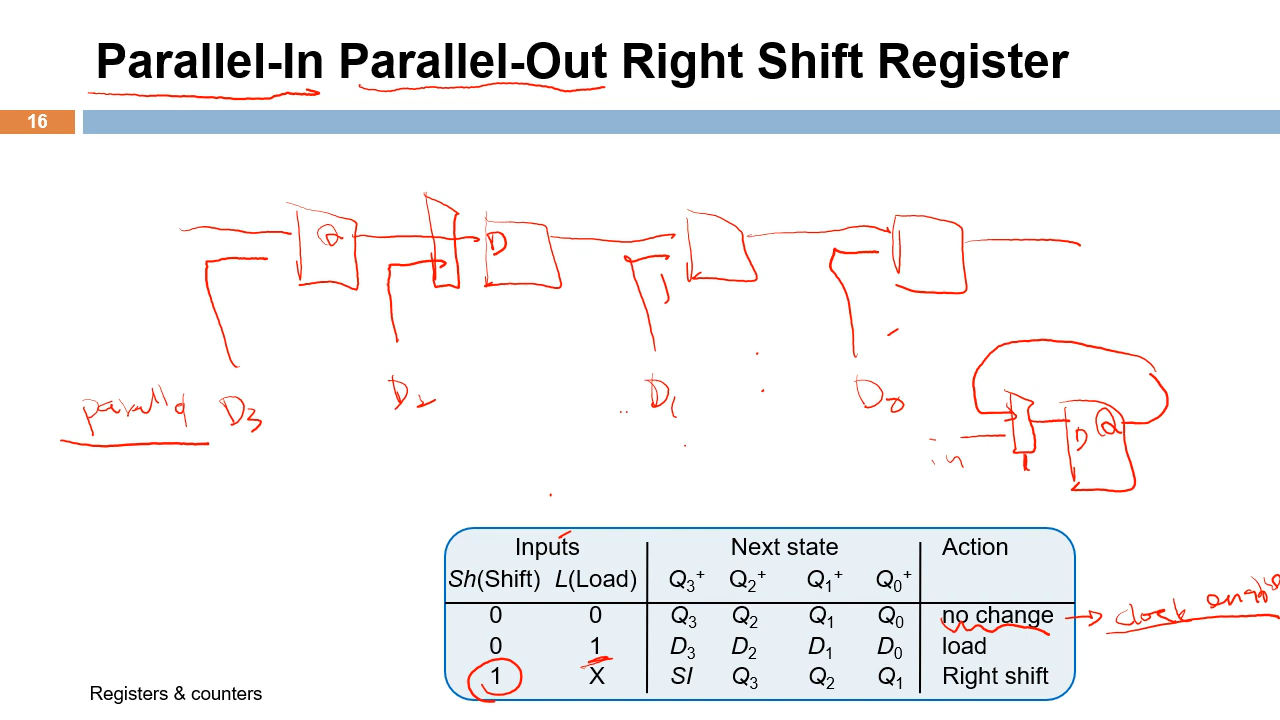 Parallel-In Parallel-Out Right Shift Register
16
Q D
D3 D2 D1 D0
parallel
in D Q
Inputs Next state Action
Sh(Shift) L(Load) Q3+ Q2+ Q1+ Q0+
0 0 Q3 Q2 Q1 Q0 no change → clock enable
0 1 D3 D2 D1 D0 load
1 X SI Q3 Q2 Q1 Right shift
Registers & counters